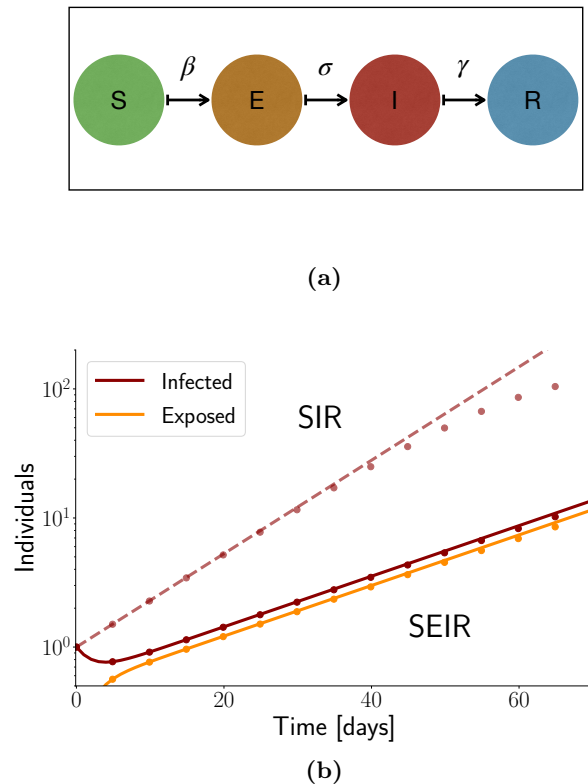 β σ γ
S E I R
(a)
Infected
Exposed
SIR
SEIR
Individuals
10²
10¹
10⁰
0 20 40 60
Time [days]
(b)